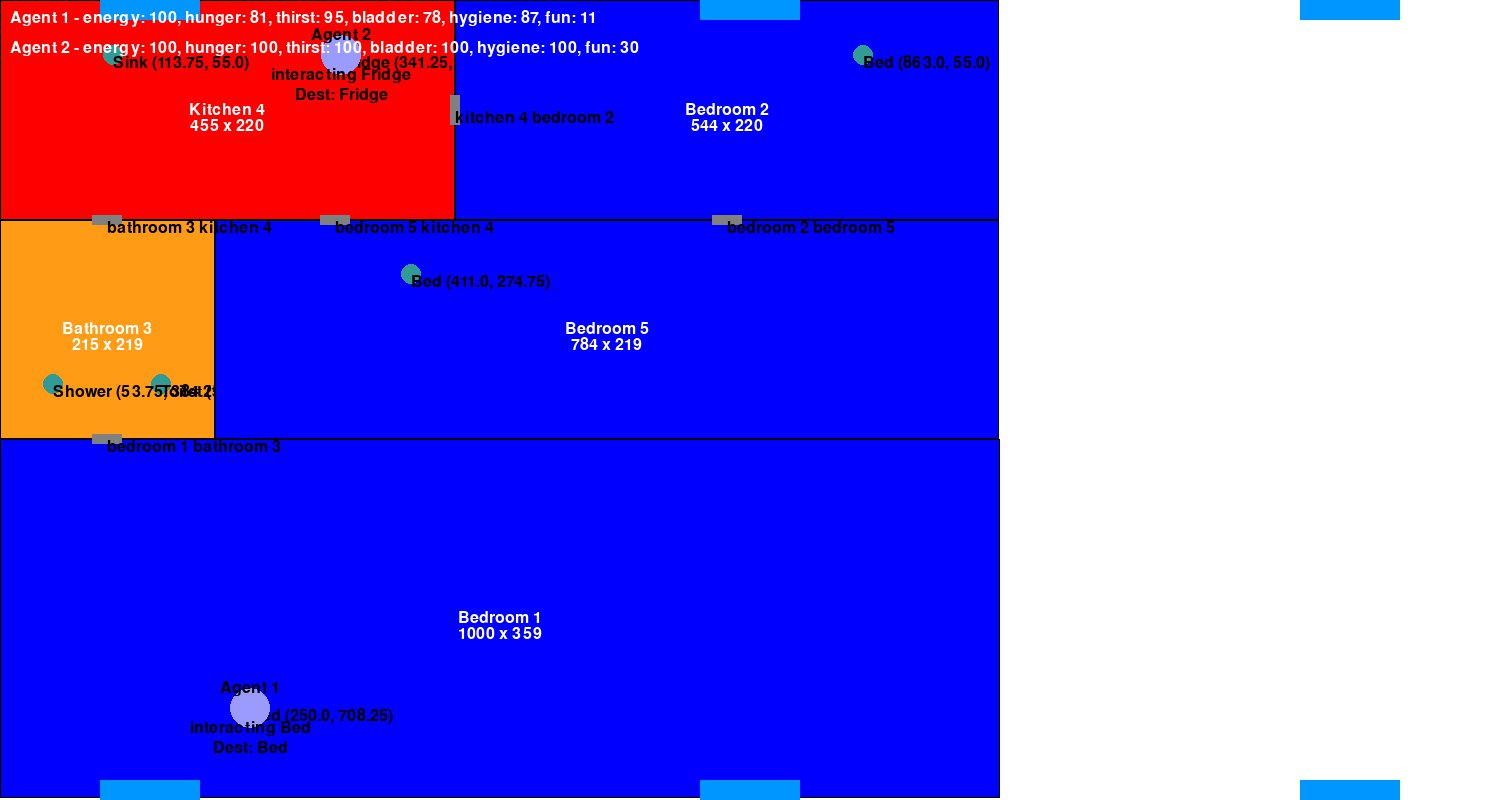 Agent 1 - energy: 100, hunger: 81, thirst: 95, bladder: 78, hygiene: 87, fun: 11
Agent 2
Agent 2 - energy: 100, hunger: 100, thirst: 100, bladder: 100, hygiene: 100, fun: 30
Sink (113.75, 55.0)
(341.25,
Bed (863.0, 55.0)
interacting Fridge
Dest: Fridge
Kitchen 4
455 x 220
Bedroom 2
544 x 220
kitchen 4 bedroom 2
bathroom 3 kitchen 4
bedroom 5 kitchen 4
bedroom 2 bedroom 5
Bed (411.0, 274.75)
Bathroom 3
215 x 219
Bedroom 5
784 x 219
Shower (53.75,
bedroom 1 bathroom 3
Bedroom 1
1000 x 359
Agent 1
(250.0, 708.25)
interacting Bed
Dest: Bed